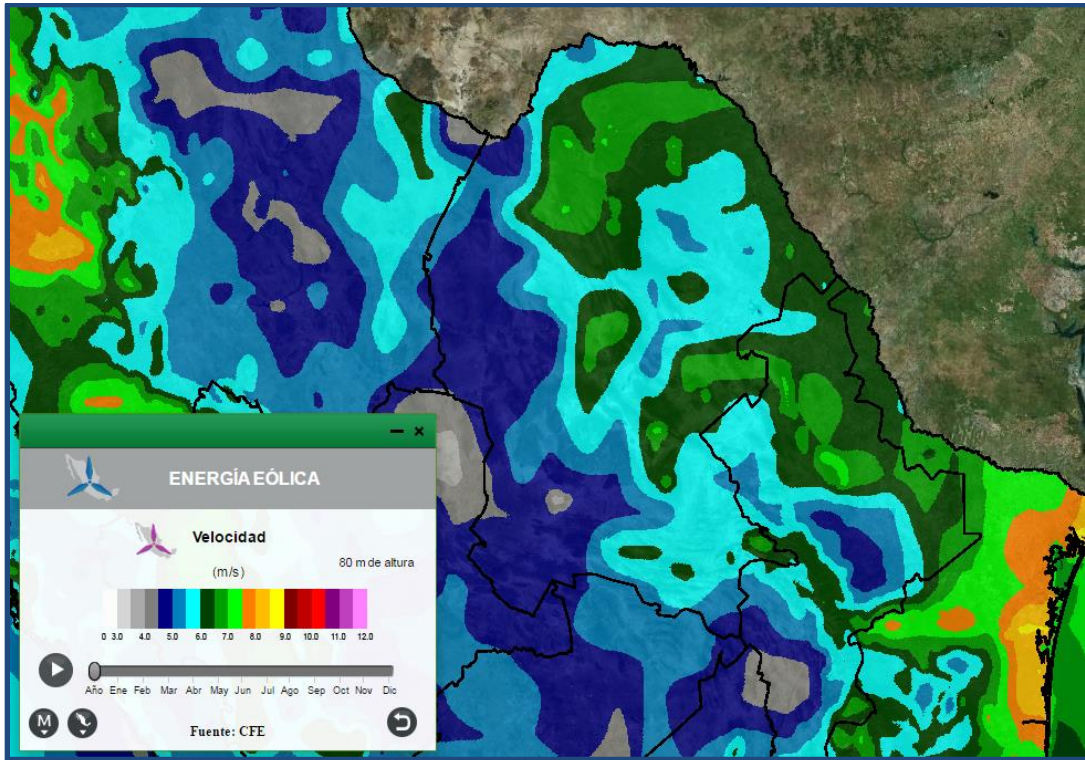 ENERGÍA EÓLICA
Velocidad
(m/s)
80 m de altura
0 3.0 4.0 5.0 6.0 7.0 8.0 9.0 10.0 11.0 12.0
Año Ene Feb Mar Abr May Jun Jul Ago Sep Oct Nov Dic
M
Fuente: CFE